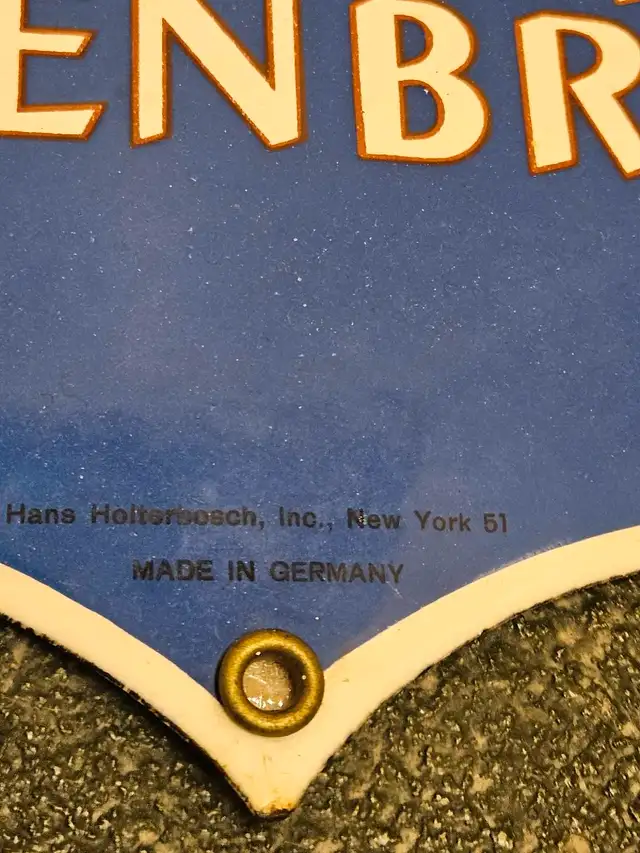 ENBR
Hans Holterbosch, Inc., New York 51
MADE IN GERMANY